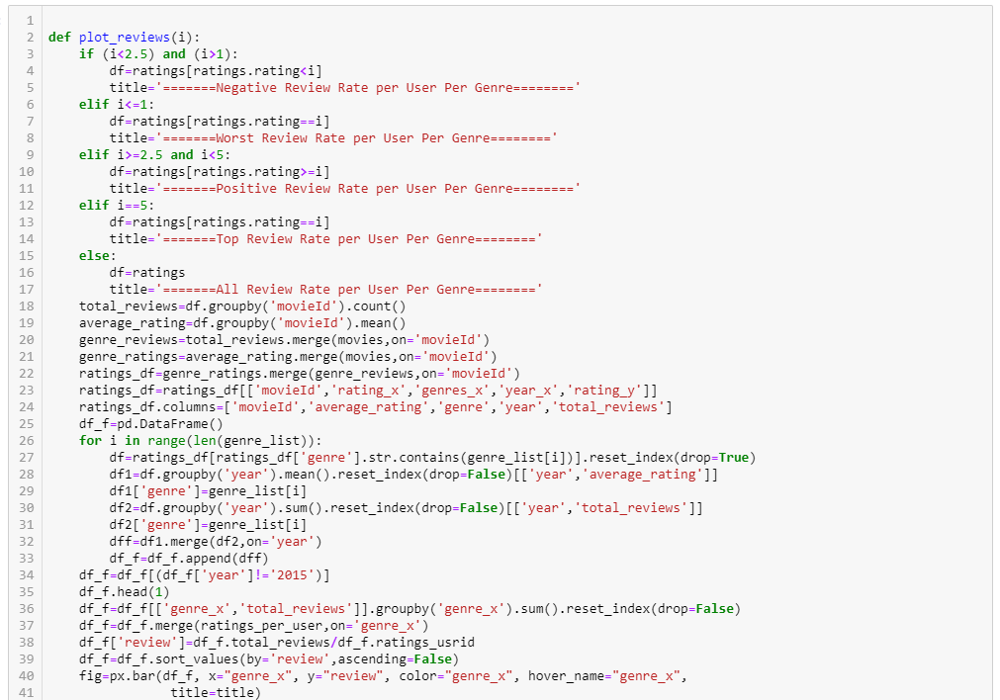 1
2 def plot_reviews(i):
3     if (i<2.5) and (i>1):
4         df=ratings[ratings.rating<i]
5         title='=======Negative Review Rate per User Per Genre========'
6     elif i<=1:
7         df=ratings[ratings.rating==i]
8         title='=======Worst Review Rate per User Per Genre========'
9     elif i>=2.5 and i<5:
10         df=ratings[ratings.rating>=i]
11         title='=======Positive Review Rate per User Per Genre========'
12     elif i==5:
13         df=ratings[ratings.rating==i]
14         title='=======Top Review Rate per User Per Genre========'
15     else:
16         df=ratings
17         title='=======All Review Rate per User Per Genre========'
18     total_reviews=df.groupby('movieId').count()
19     average_rating=df.groupby('movieId').mean()
20     genre_reviews=total_reviews.merge(movies,on='movieId')
21     genre_ratings=average_rating.merge(movies,on='movieId')
22     ratings_df=genre_ratings.merge(genre_reviews,on='movieId')
23     ratings_df=ratings_df[['movieId','rating_x','genres_x','year_x','rating_y']]
24     ratings_df.columns=['movieId','average_rating','genre','year','total_reviews']
25     df_f=pd.DataFrame()
26     for i in range(len(genre_list)):
27         df=ratings_df[ratings_df['genre'].str.contains(genre_list[i])].reset_index(drop=True)
28         df1=df.groupby('year').mean().reset_index(drop=False)[['year','average_rating']]
29         df1['genre']=genre_list[i]
30         df2=df.groupby('year').sum().reset_index(drop=False)[['year','total_reviews']]
31         df2['genre']=genre_list[i]
32         dff=df1.merge(df2,on='year')
33         df_f=df_f.append(dff)
34     df_f=df_f[(df_f['year']!='2015')]
35     df_f.head(1)
36     df_f=df_f[['genre_x','total_reviews']].groupby('genre_x').sum().reset_index(drop=False)
37     df_f=df_f.merge(ratings_per_user,on='genre_x')
38     df_f['review']=df_f.total_reviews/df_f.ratings_usrid
39     df_f=df_f.sort_values(by='review',ascending=False)
40     fig=px.bar(df_f, x="genre_x", y="review", color="genre_x", hover_name="genre_x",
41                 title=title)